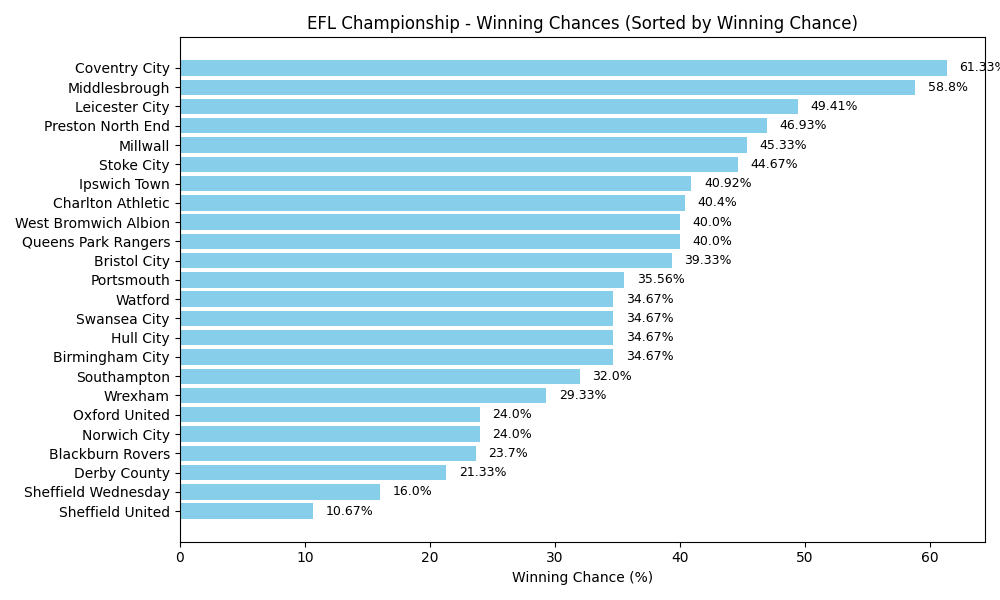 EFL Championship - Winning Chances (Sorted by Winning Chance)
Coventry City 61.33%
Middlesbrough 58.8%
Leicester City 49.41%
Preston North End 46.93%
Millwall 45.33%
Stoke City 44.67%
Ipswich Town 40.92%
Charlton Athletic 40.4%
West Bromwich Albion 40.0%
Queens Park Rangers 40.0%
Bristol City 39.33%
Portsmouth 35.56%
Watford 34.67%
Swansea City 34.67%
Hull City 34.67%
Birmingham City 34.67%
Southampton 32.0%
Wrexham 29.33%
Oxford United 24.0%
Norwich City 24.0%
Blackburn Rovers 23.7%
Derby County 21.33%
Sheffield Wednesday 16.0%
Sheffield United 10.67%
0 10 20 30 40 50 60
Winning Chance (%)